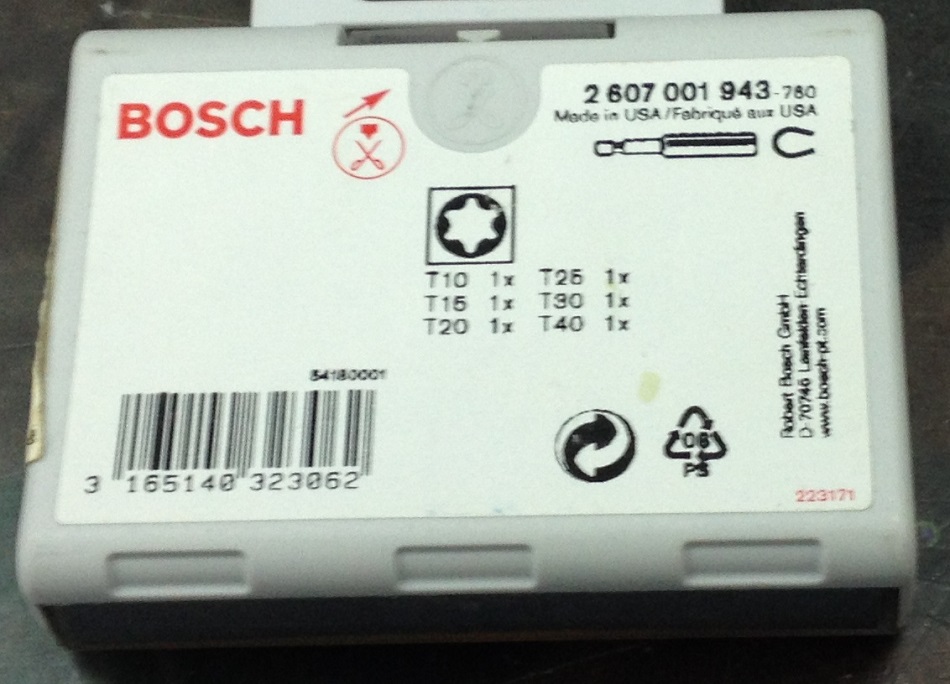 BOSCH
2 607 001 943-780
Made in USA/Fabriqué aux USA
T10 1x T25 1x
T15 1x T30 1x
T20 1x T40 1x
Robert Bosch GmbH
D-70746 Leinfelden-Echterdingen
www.bosch-pt.com
54180001
3 165140 323062
06
PS
223171